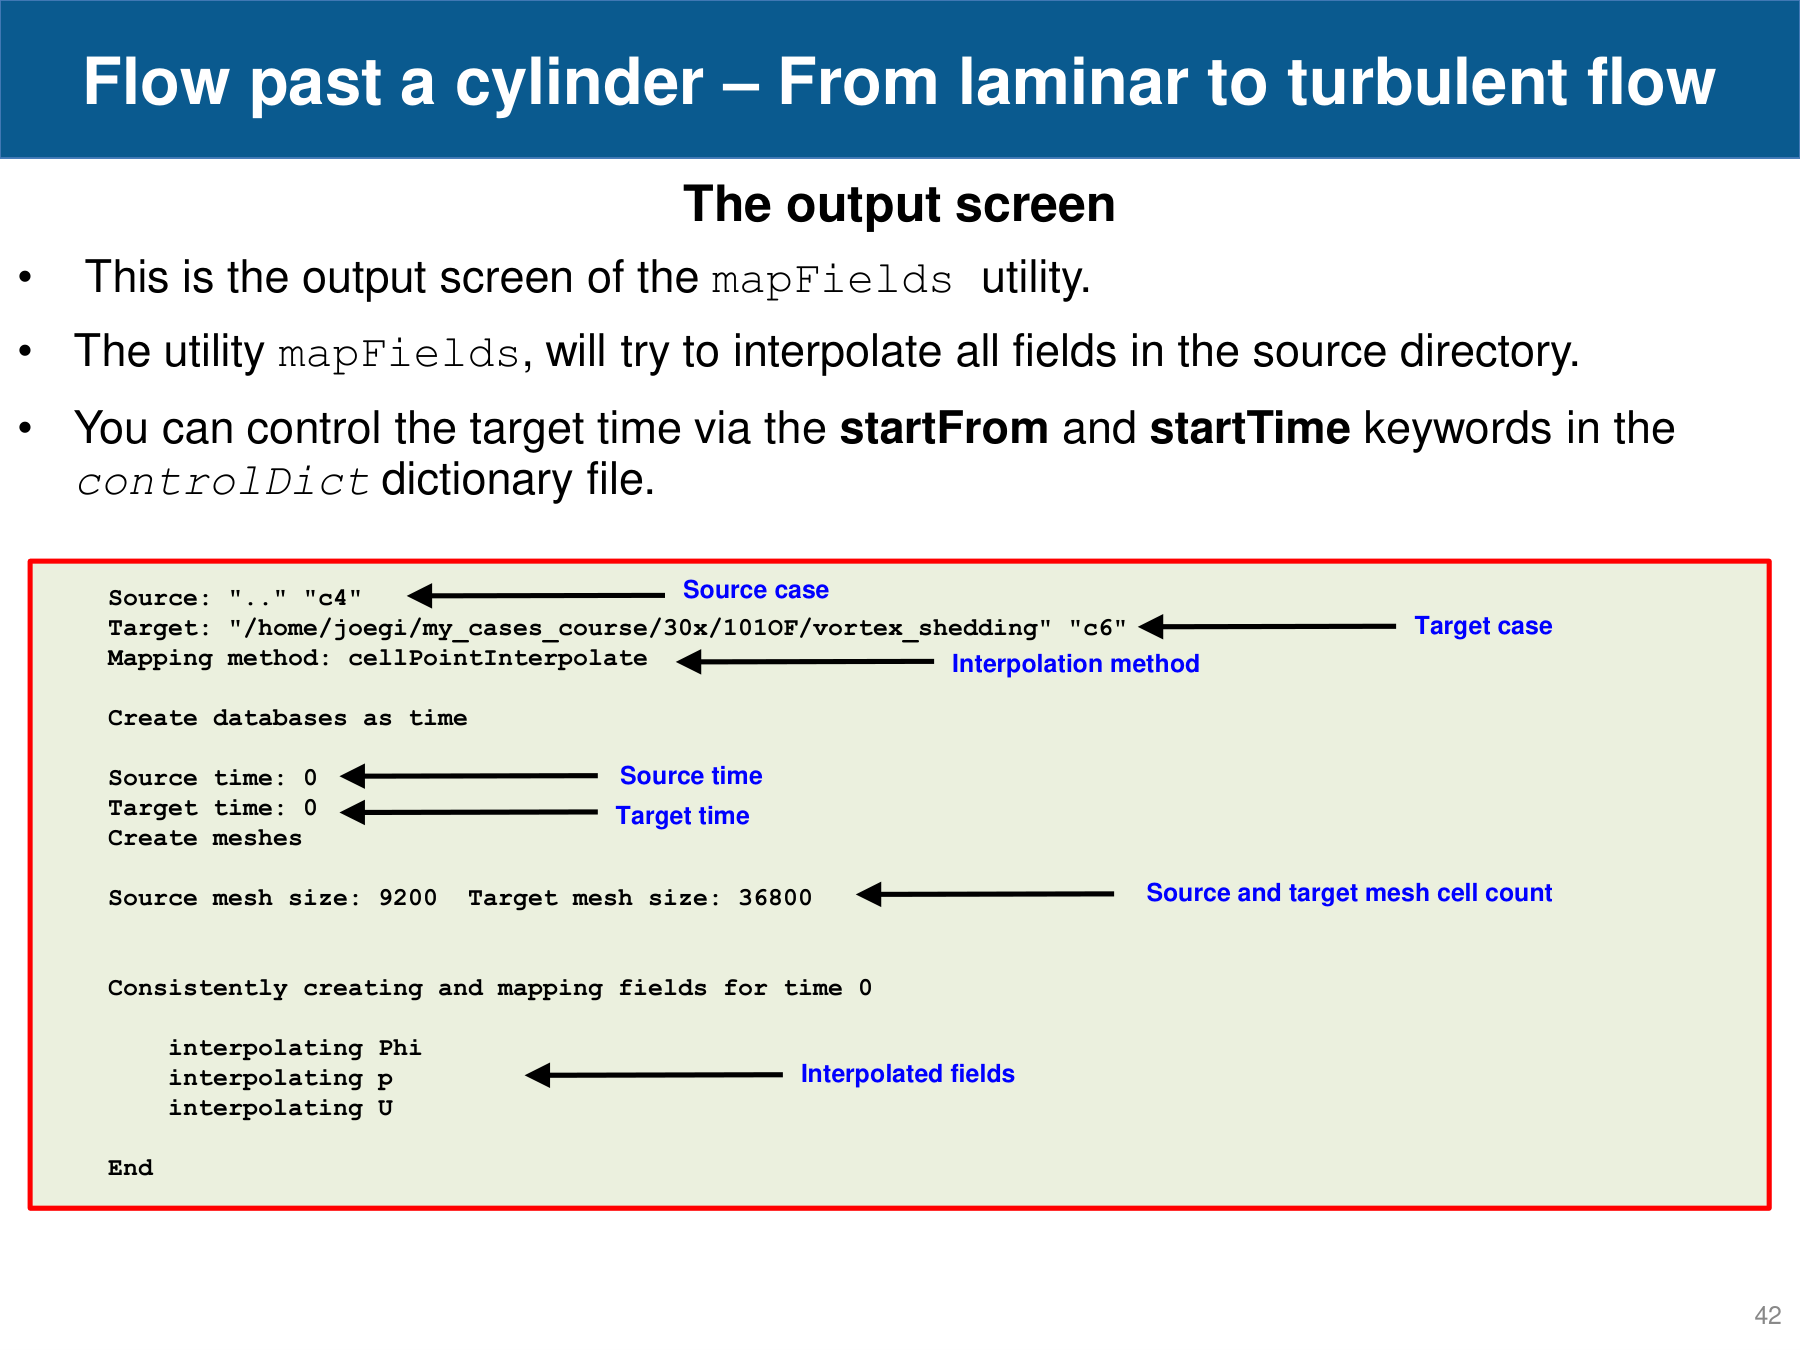 Flow past a cylinder – From laminar to turbulent flow
The output screen
• This is the output screen of the mapFields utility.
• The utility mapFields, will try to interpolate all fields in the source directory.
• You can control the target time via the startFrom and startTime keywords in the
controlDict dictionary file.
Source: ".." "c4" Source case
Target: "/home/joegi/my_cases_course/30x/101OF/vortex_shedding" "c6" Target case
Mapping method: cellPointInterpolate Interpolation method
Create databases as time
Source time: 0 Source time
Target time: 0 Target time
Create meshes
Source mesh size: 9200  Target mesh size: 36800 Source and target mesh cell count
Consistently creating and mapping fields for time 0
interpolating Phi
interpolating p Interpolated fields
interpolating U
End
42